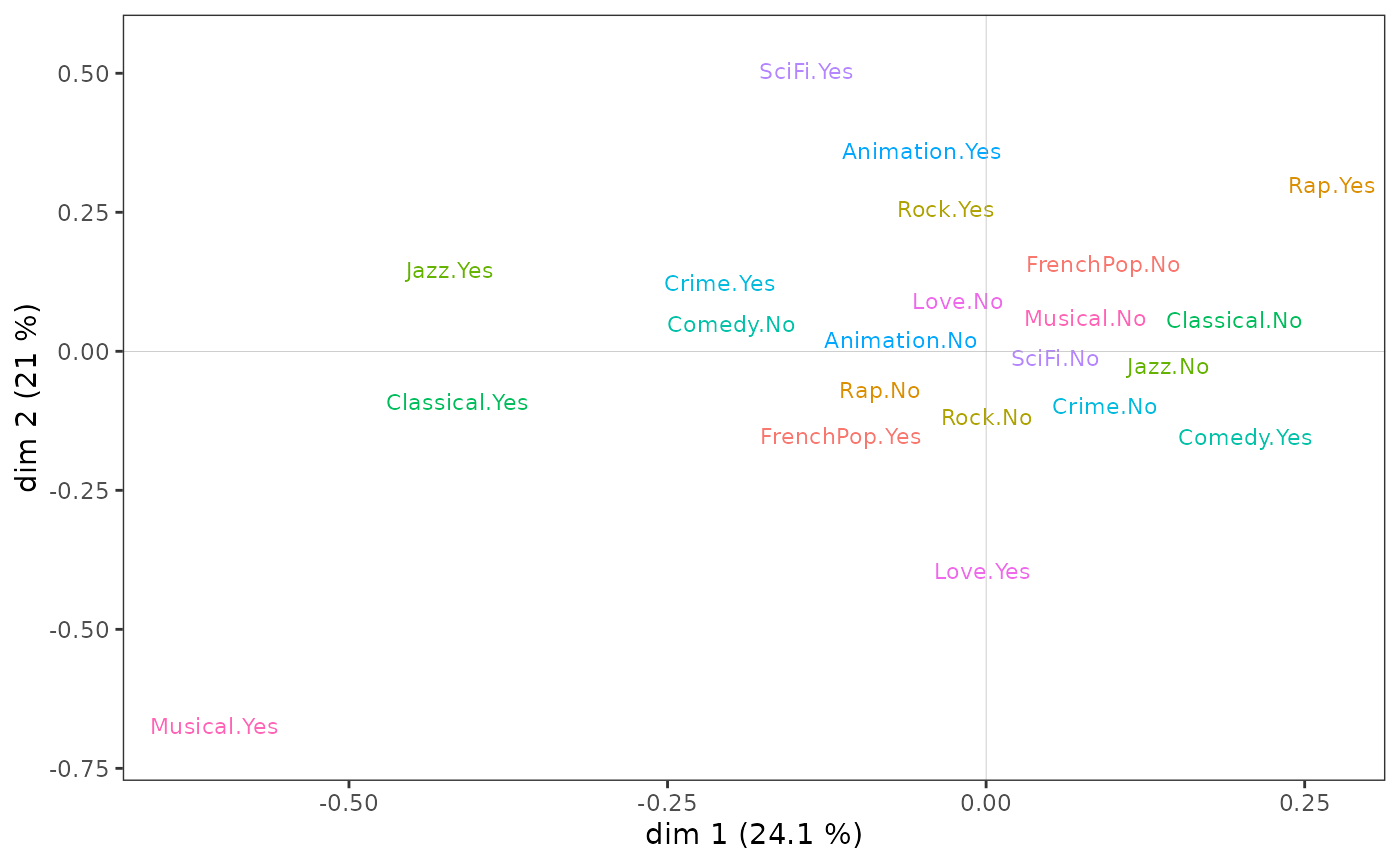 0.50
0.25
0.00
-0.25
-0.50
-0.75
dim 2 (21 %)
SciFi.Yes
Animation.Yes
Rap.Yes
Rock.Yes
FrenchPop.No
Jazz.Yes
Crime.Yes
Love.No
Musical.No
Classical.No
Comedy.No
Animation.No
SciFi.No
Jazz.No
Rap.No
Classical.Yes
Crime.No
Rock.No
FrenchPop.Yes
Comedy.Yes
Love.Yes
Musical.Yes
-0.50
-0.25
0.00
0.25
dim 1 (24.1 %)